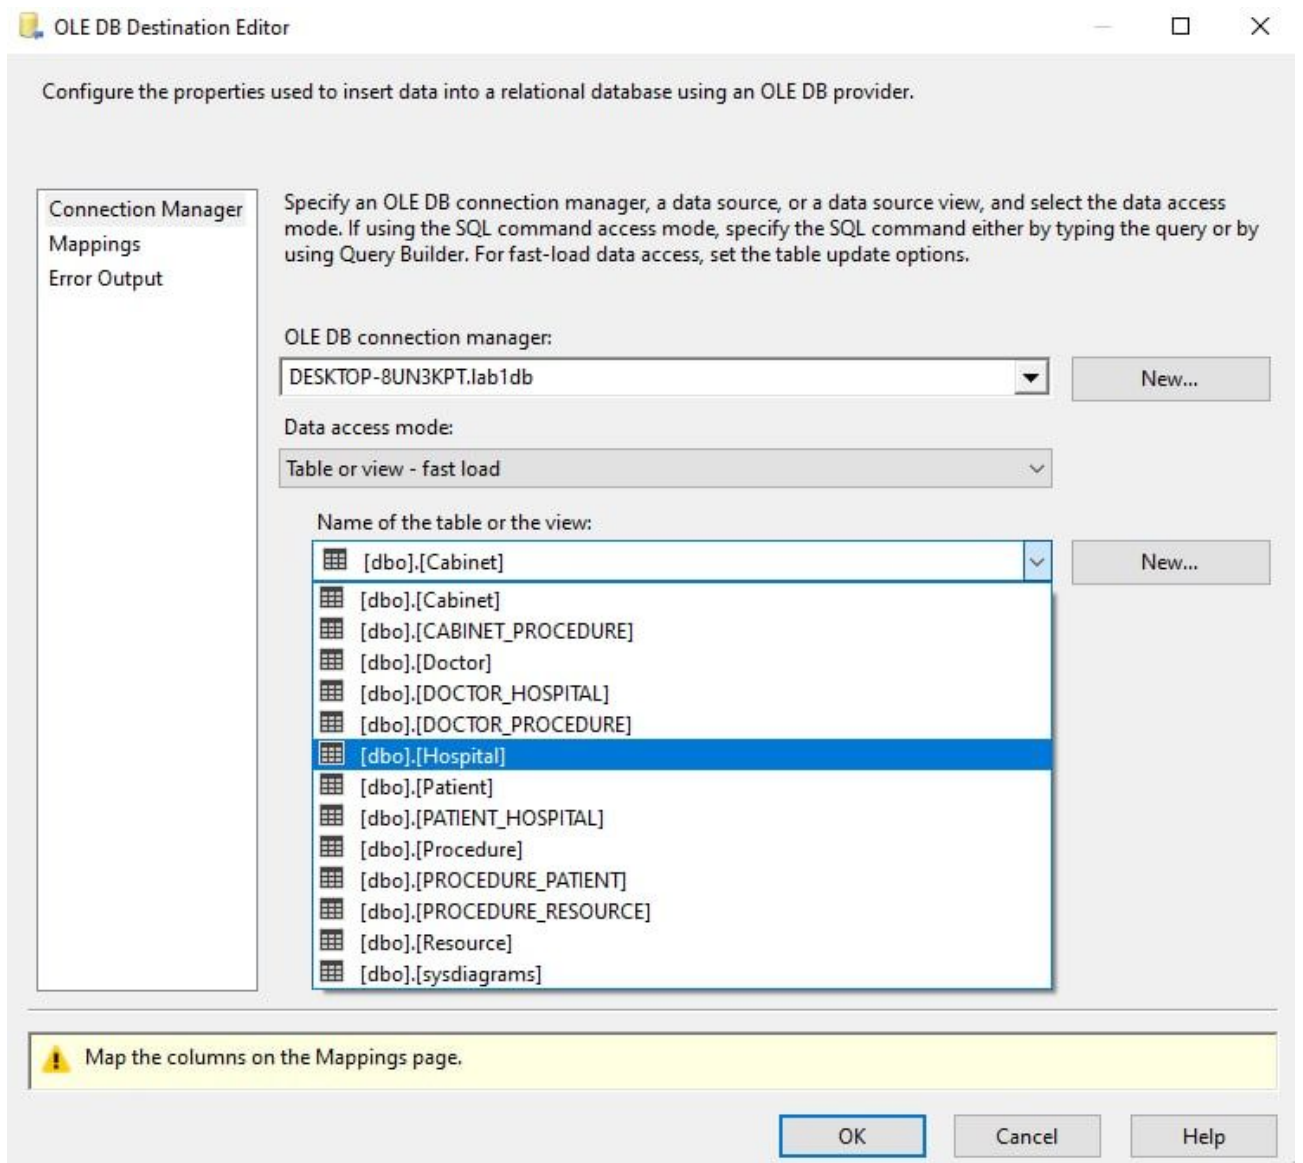 OLE DB Destination Editor
Configure the properties used to insert data into a relational database using an OLE DB provider.
Connection Manager
Mappings
Error Output
Specify an OLE DB connection manager, a data source, or a data source view, and select the data access
mode. If using the SQL command access mode, specify the SQL command either by typing the query or by
using Query Builder. For fast-load data access, set the table update options.
OLE DB connection manager:
DESKTOP-8UN3KPT.lab1db
New...
Data access mode:
Table or view - fast load
Name of the table or the view:
[dbo].[Cabinet]
New...
[dbo].[Cabinet]
[dbo].[CABINET_PROCEDURE]
[dbo].[Doctor]
[dbo].[DOCTOR_HOSPITAL]
[dbo].[DOCTOR_PROCEDURE]
[dbo].[Hospital]
[dbo].[Patient]
[dbo].[PATIENT_HOSPITAL]
[dbo].[Procedure]
[dbo].[PROCEDURE_PATIENT]
[dbo].[PROCEDURE_RESOURCE]
[dbo].[Resource]
[dbo].[sysdiagrams]
Map the columns on the Mappings page.
OK
Cancel
Help